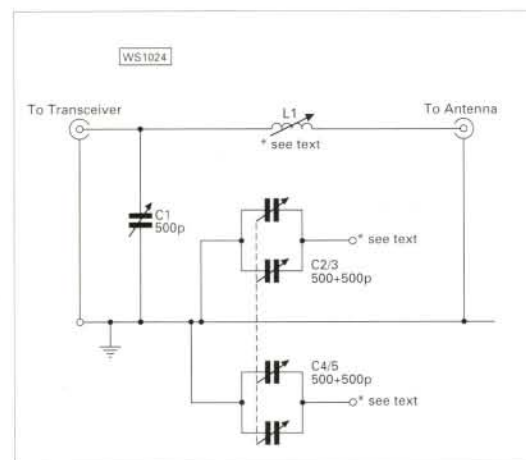 WS1024
To Transceiver
L1
To Antenna
* see text
C1
500p
* see text
C2/3
500+500p
C4/5
500+500p
* see text